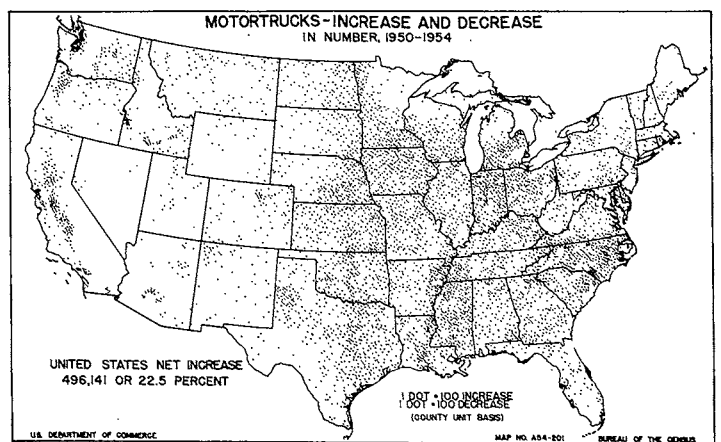 MOTORTRUCKS-INCREASE AND DECREASE
IN NUMBER, 1950-1954
UNITED STATES NET INCREASE
496,141 OR 22.5 PERCENT
1 DOT = 100 INCREASE
1 DOT = 100 DECREASE
(COUNTY UNIT BASIS)
U.S. DEPARTMENT OF COMMERCE
MAP NO. A54-201
BUREAU OF THE CENSUS